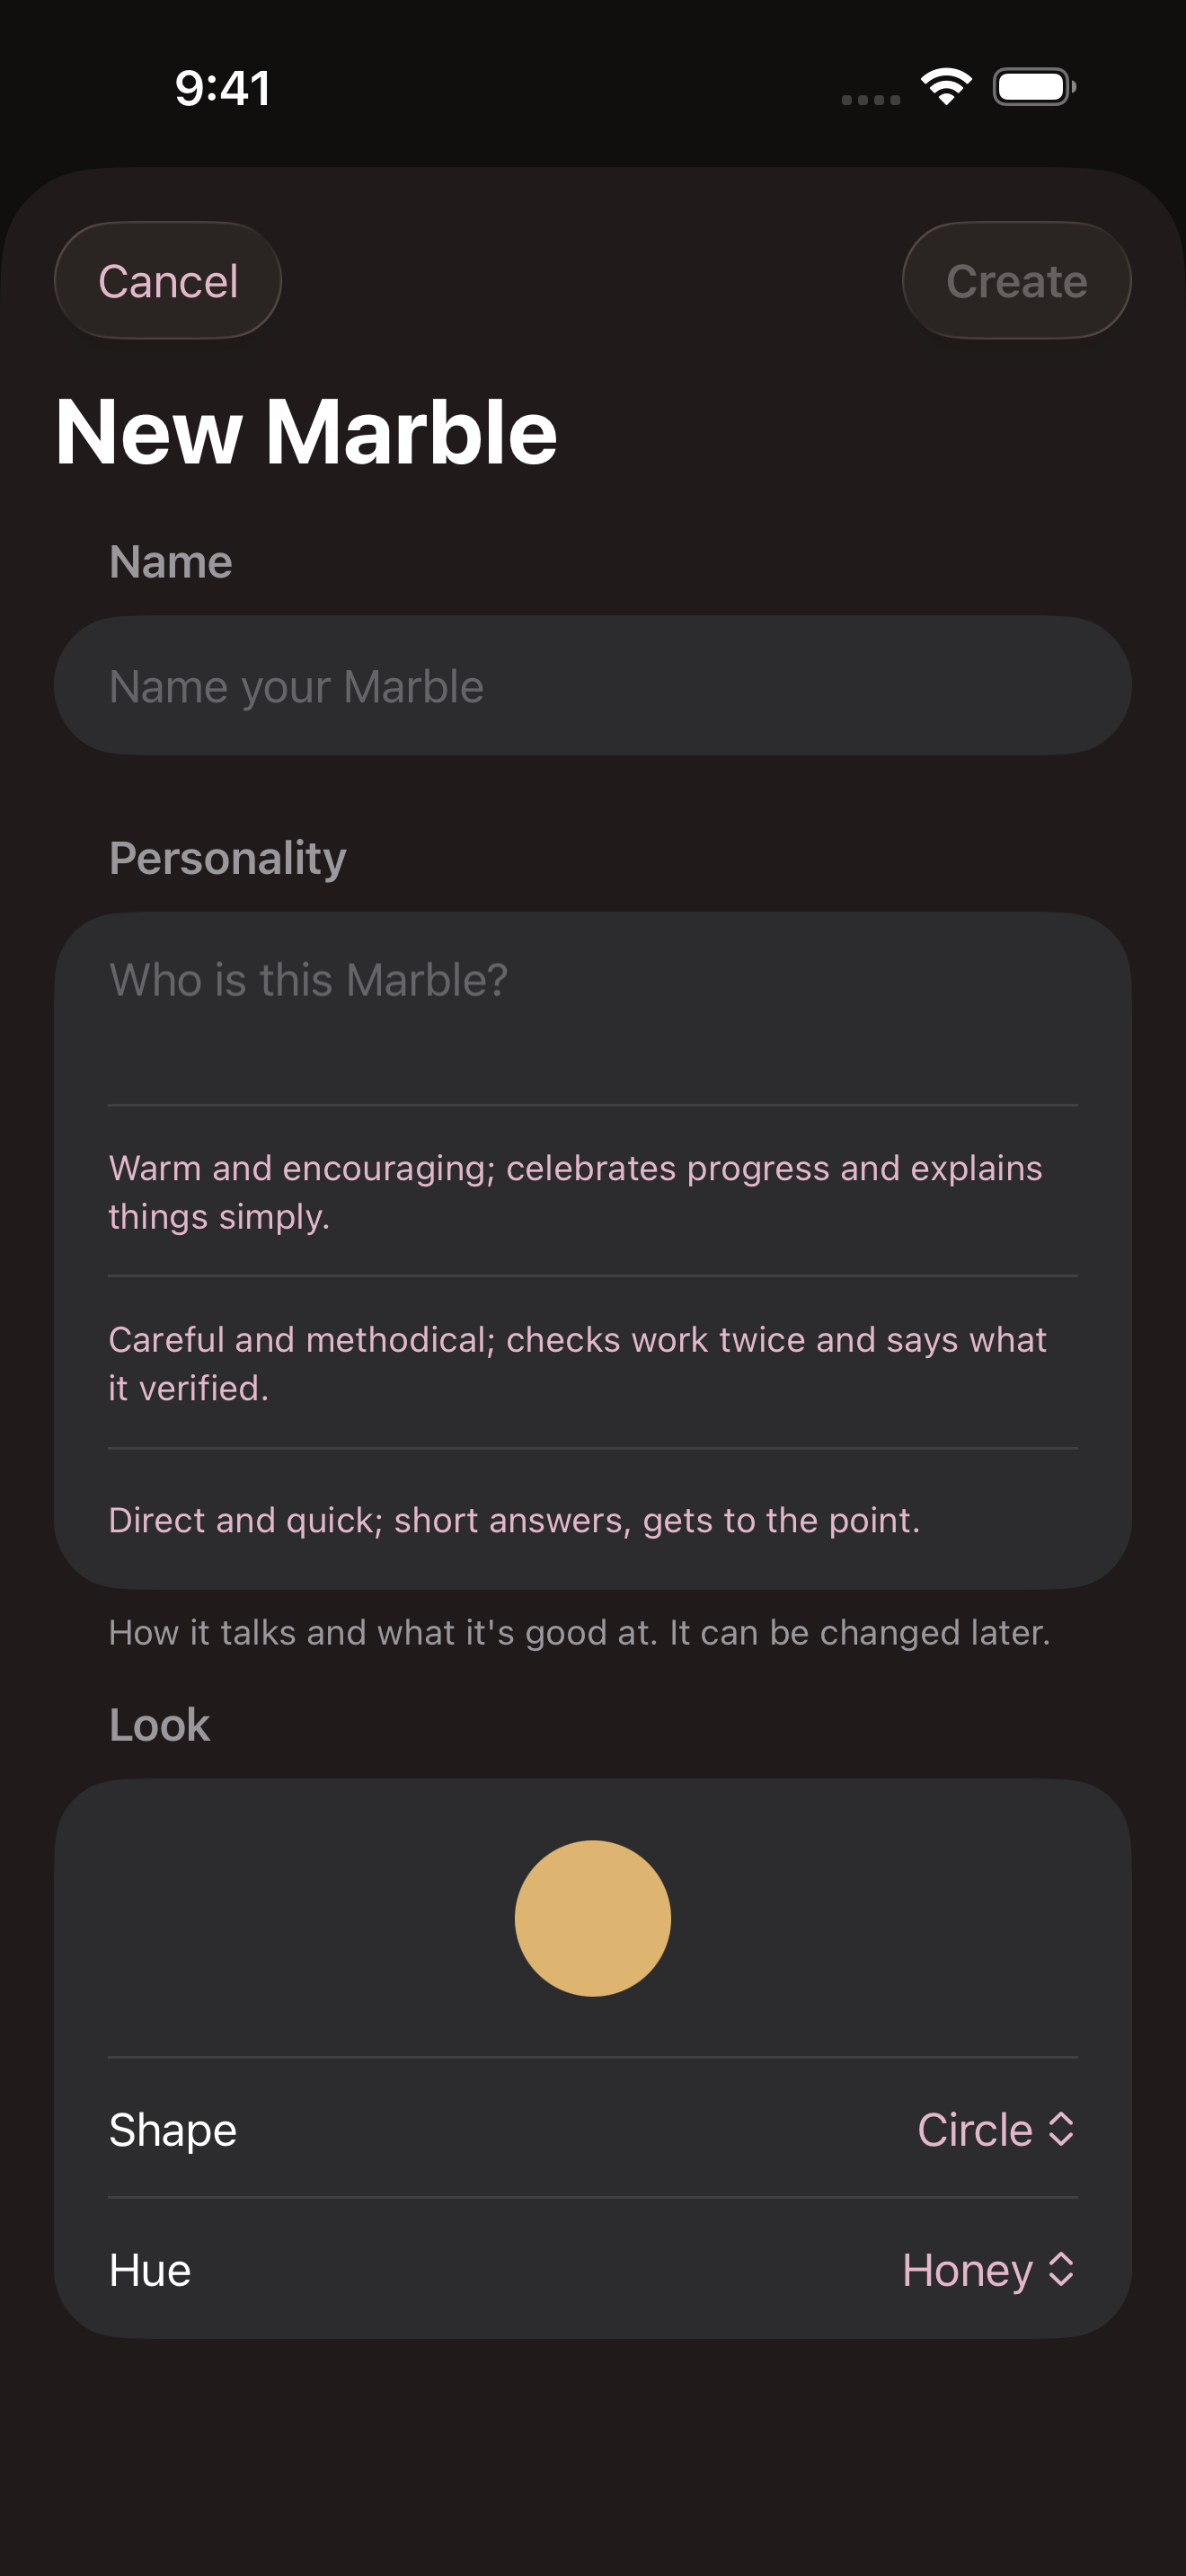 9:41
Cancel
Create
New Marble
Name
Name your Marble
Personality
Who is this Marble?
Warm and encouraging; celebrates progress and explains
things simply.
Careful and methodical; checks work twice and says what
it verified.
Direct and quick; short answers, gets to the point.
How it talks and what it's good at. It can be changed later.
Look
Shape
Circle
Hue
Honey